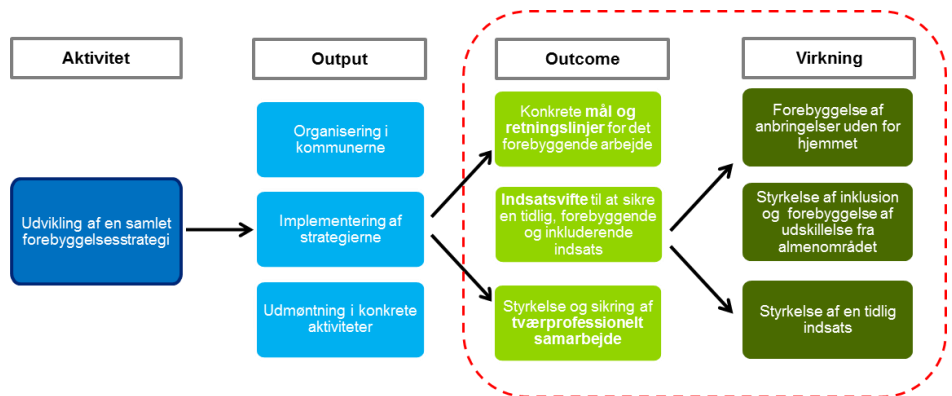 Aktivitet
Udvikling af en samlet
forebyggelsesstrategi
Output
Organisering i
kommunerne
Implementering af
strategierne
Udmøntning i konkrete
aktiviteter
Outcome
Konkrete mål og
retningslinjer for det
forebyggende arbejde
Indsatsvifte til at sikre
en tidlig, forebyggende
og inkluderende
indsats
Styrkelse og sikring af
tværprofessionelt
samarbejde
Virkning
Forebyggelse af
anbringelser uden for
hjemmet
Styrkelse af inklusion
og forebyggelse af
udskillelse fra
almenområdet
Styrkelse af en tidlig
indsats